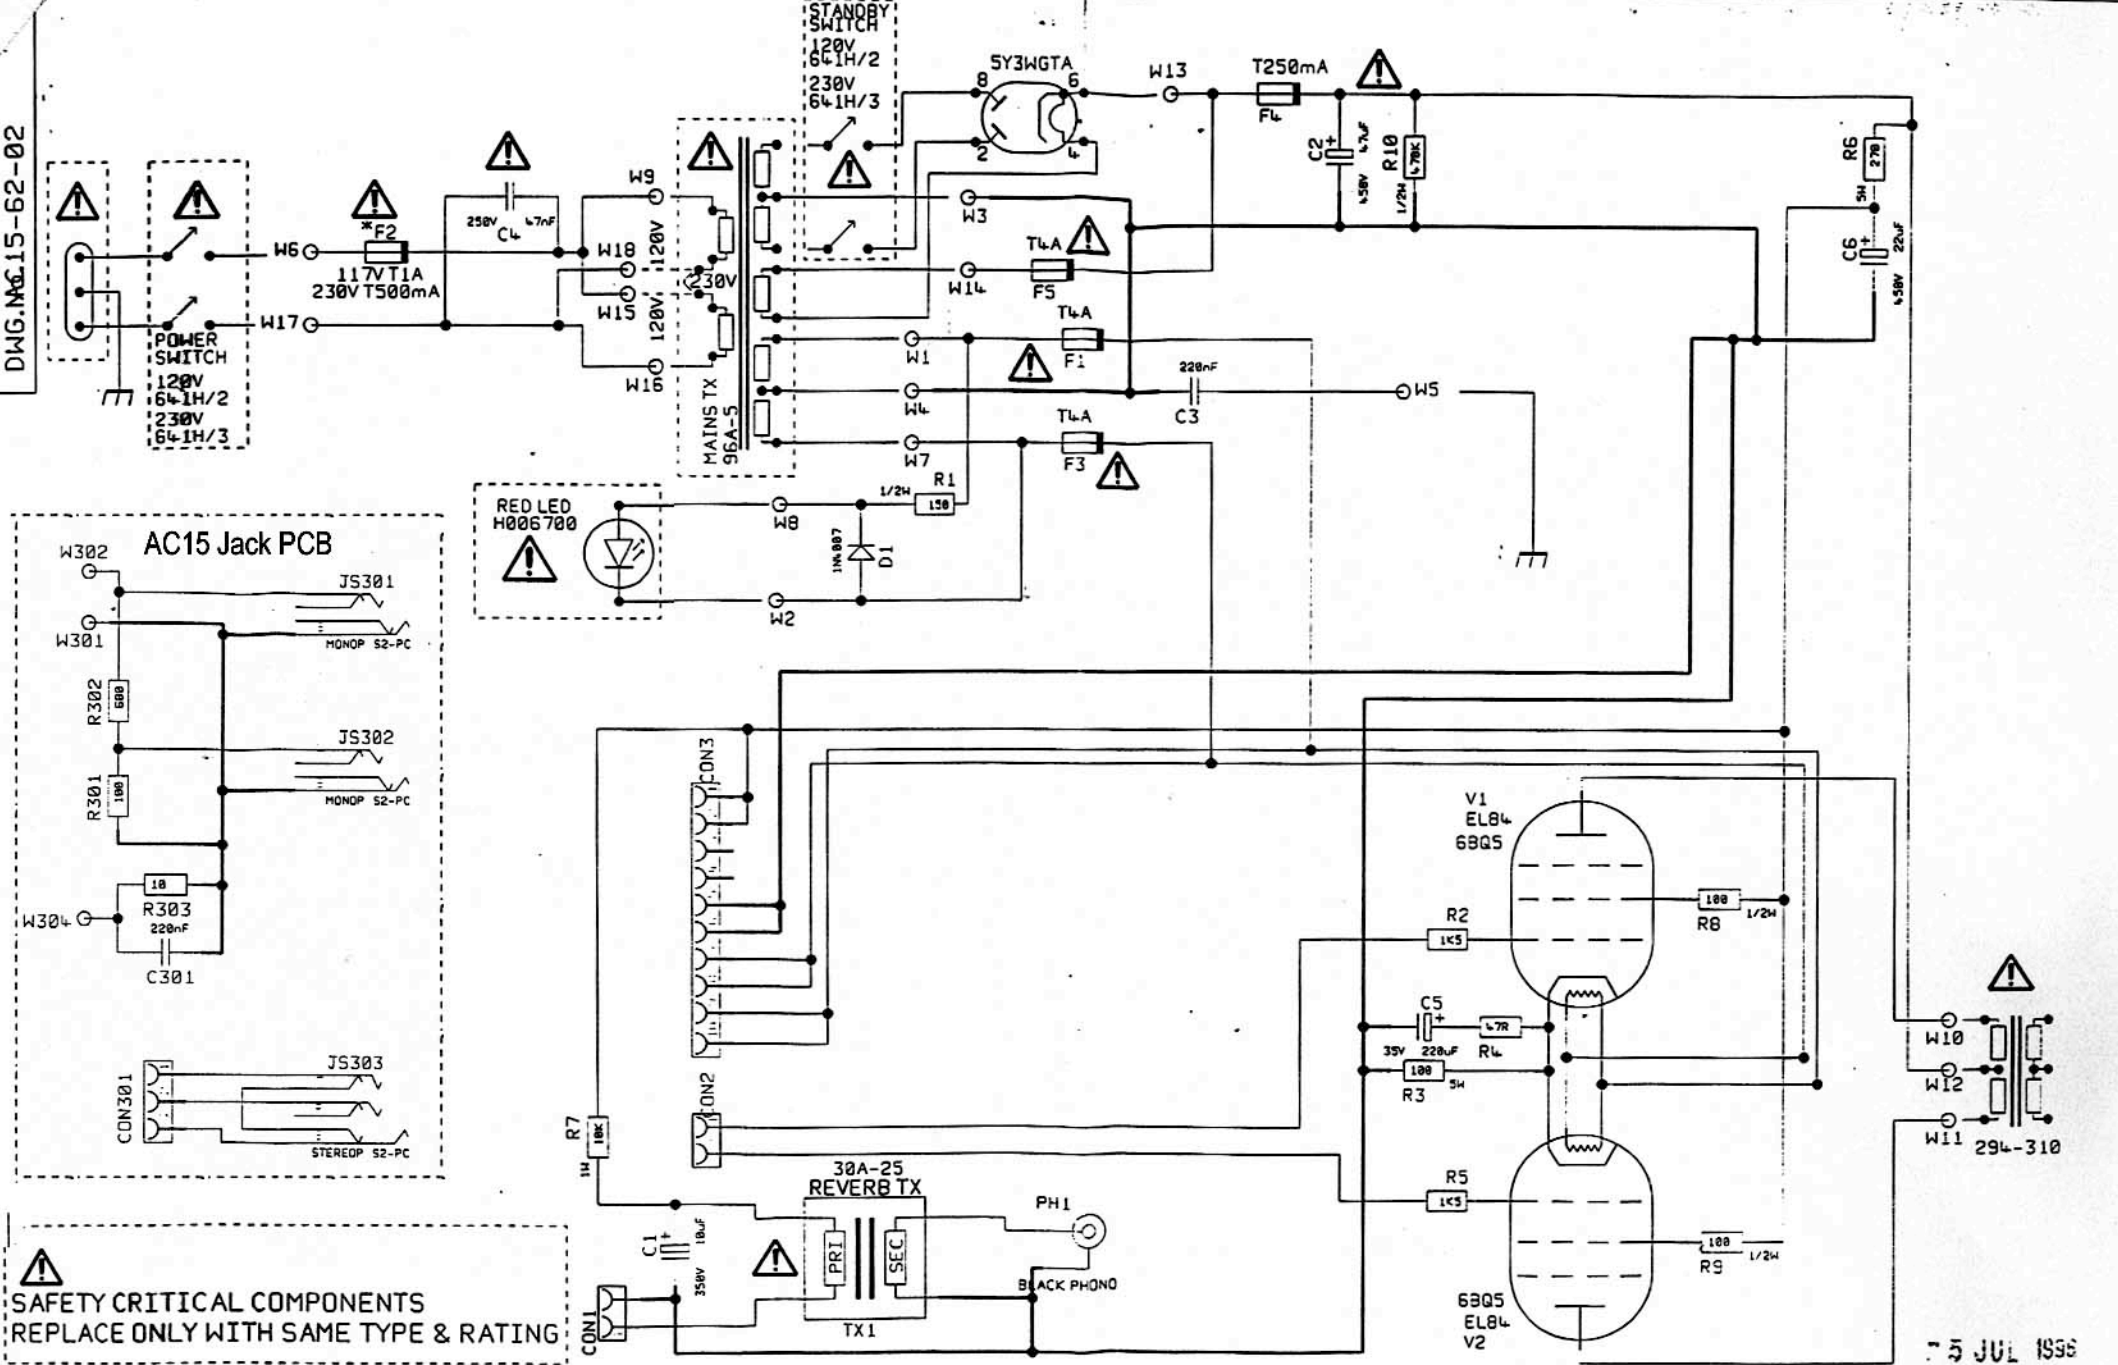 DWG.No.AC15-62-02
STANDBY
SWITCH
120V
641H/2
230V
641H/3
5Y3WGTA
8
6
2
4
W13
T250mA
F4
C2
+
47uF
450V
R10
470K
1/2W
R6
270
5W
C6
+
22uF
450V
*F2
117V T1A
230V T500mA
W6
W17
POWER
SWITCH
120V
641H/2
230V
641H/3
250V
47nF
C4
W9
W18
W15
W16
120V
230V
120V
MAINS TX
96A-5
W3
T4A
W14
F5
T4A
W1
F1
W4
220nF
C3
W5
T4A
W7
F3
R1
1/2W
150
RED LED
H006700
W8
1N4007
D1
W2
AC15 Jack PCB
W302
JS301
W301
MONOP S2-PC
R302
680
JS302
R301
100
MONOP S2-PC
10
R303
W304
220nF
C301
JS303
CON301
STEREOP S2-PC
CON3
CON2
R7
10K
1W
C1
+
10uF
350V
CON1
30A-25
REVERB TX
PRI
SEC
TX1
PH1
BLACK PHONO
V1
EL84
6BQ5
R2
1K5
100
R8
1/2W
C5
+
35V
220uF
47R
R4
100
R3
5W
R5
1K5
100
R9
1/2W
6BQ5
EL84
V2
W10
W12
W11
294-310
SAFETY CRITICAL COMPONENTS
REPLACE ONLY WITH SAME TYPE & RATING
5 JUL 1996